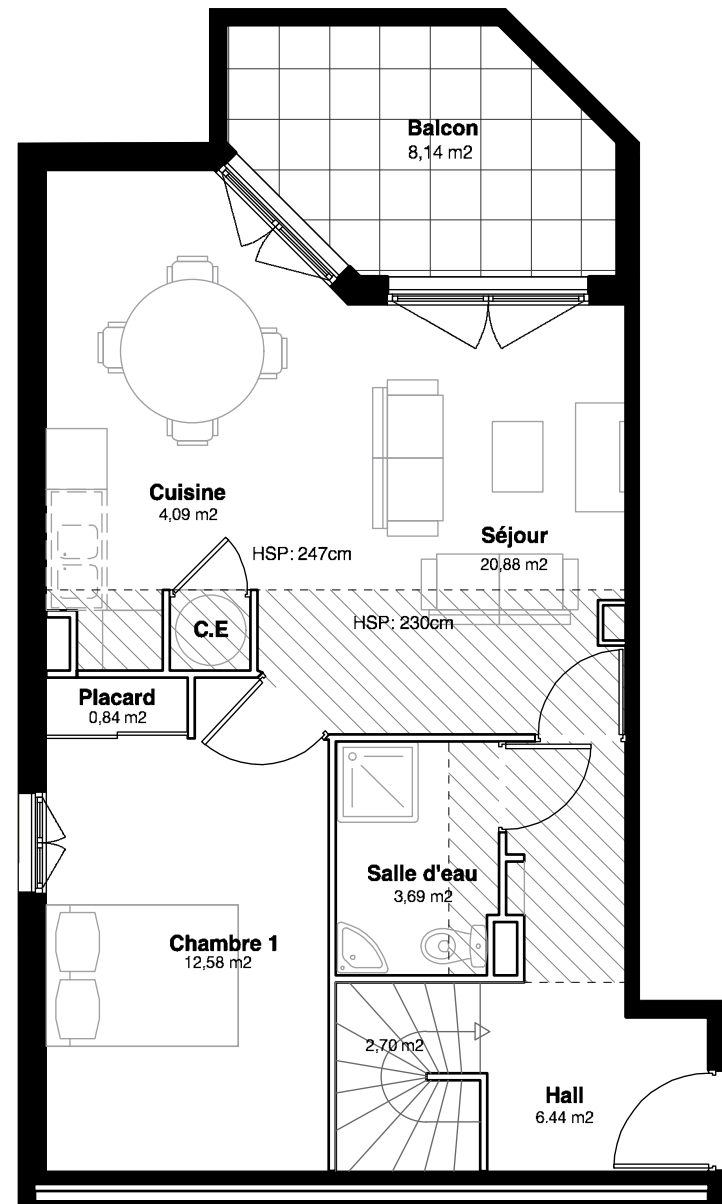 Balcon
8,14 m2
Cuisine
4,09 m2
Séjour
20,88 m2
HSP: 247cm
HSP: 230cm
C.E
Placard
0,84 m2
Salle d'eau
3,69 m2
Chambre 1
12,58 m2
2,70 m2
Hall
6.44 m2